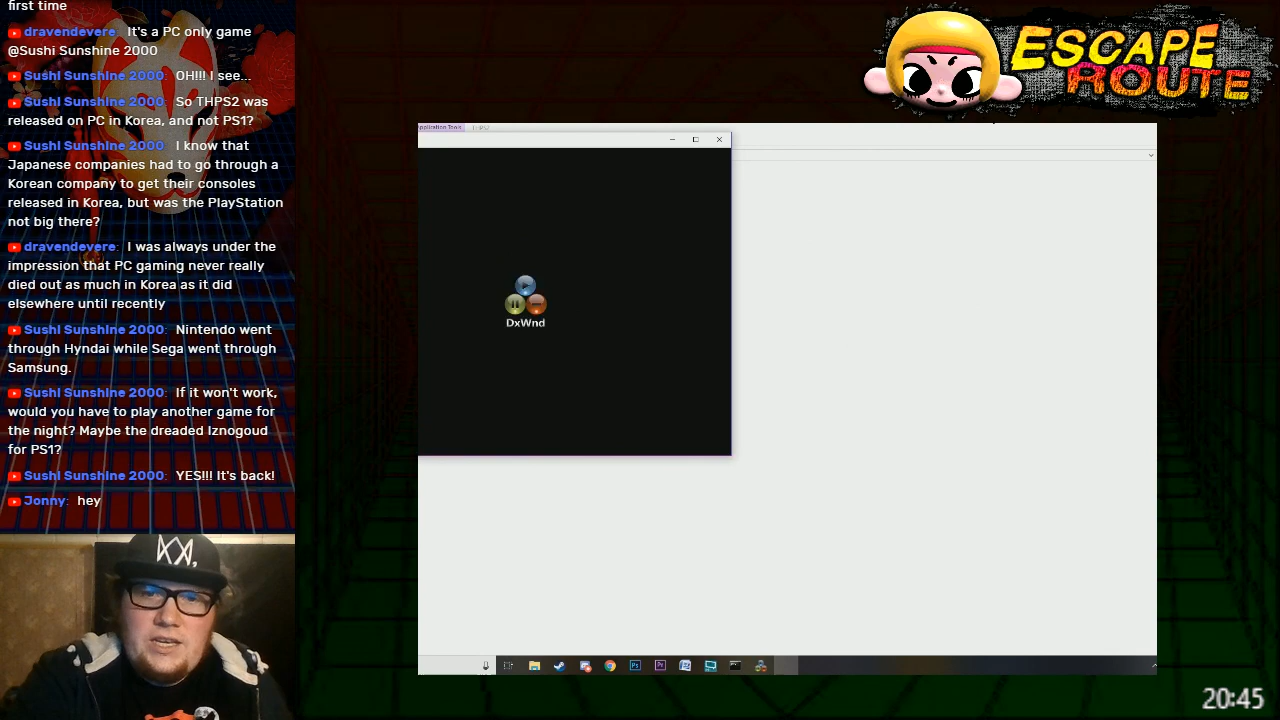 first time
dravendevere: It's a PC only game
@Sushi Sunshine 2000
Sushi Sunshine 2000: OH!!! I see...
Sushi Sunshine 2000: So THPS2 was
released on PC in Korea, and not PS1?
Sushi Sunshine 2000: I know that
Japanese companies had to go through a
Korean company to get their consoles
released in Korea, but was the PlayStation
not big there?
dravendevere: I was always under the
impression that PC gaming never really
died out as much in Korea as it did
elsewhere until recently
Sushi Sunshine 2000: Nintendo went
through Hyndai while Sega went through
Samsung.
Sushi Sunshine 2000: If it won't work,
would you have to play another game for
the night? Maybe the dreaded Iznogoud
for PS1?
Sushi Sunshine 2000: YES!!! It's back!
Jonny: hey
ESCAPE
ROUTE
pplication Tools
DxWnd
20:45